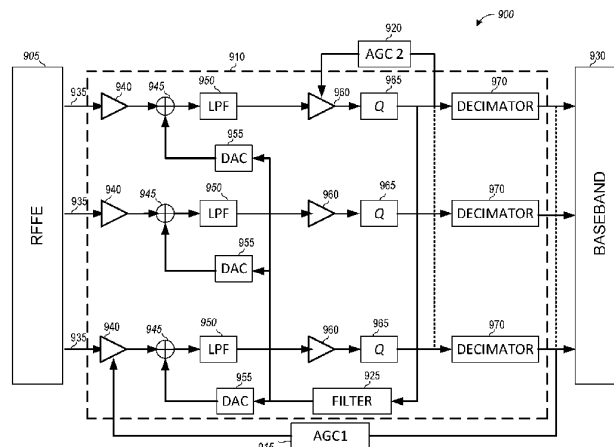 900
920
AGC 2
905
910
930
935
940
945
950
LPF
960
965
Q
970
DECIMATOR
955
DAC
935
940
945
950
LPF
960
965
Q
970
DECIMATOR
955
DAC
RFFE
BASEBAND
935
940
945
950
LPF
960
965
Q
970
DECIMATOR
955
DAC
925
FILTER
AGC1